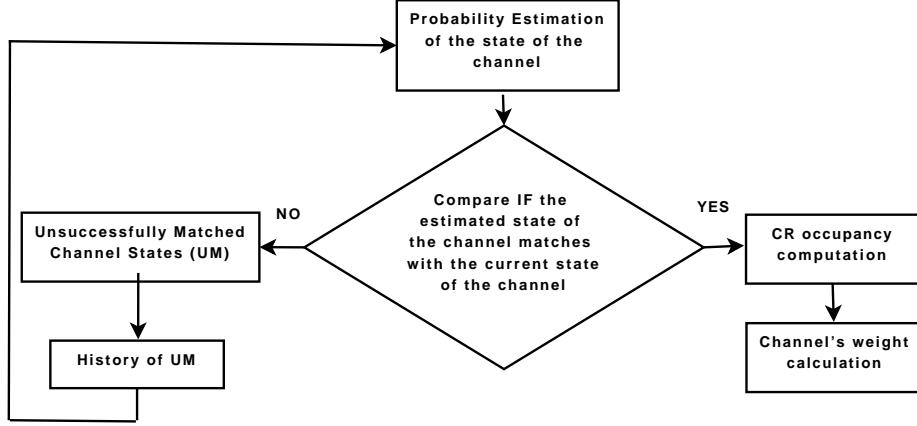 Probability Estimation
of the state of the
channel
Compare IF the
estimated state of
the channel matches
with the current state
of the channel
NO
YES
Unsuccessfully Matched
Channel States (UM)
History of UM
CR occupancy
computation
Channel's weight
calculation